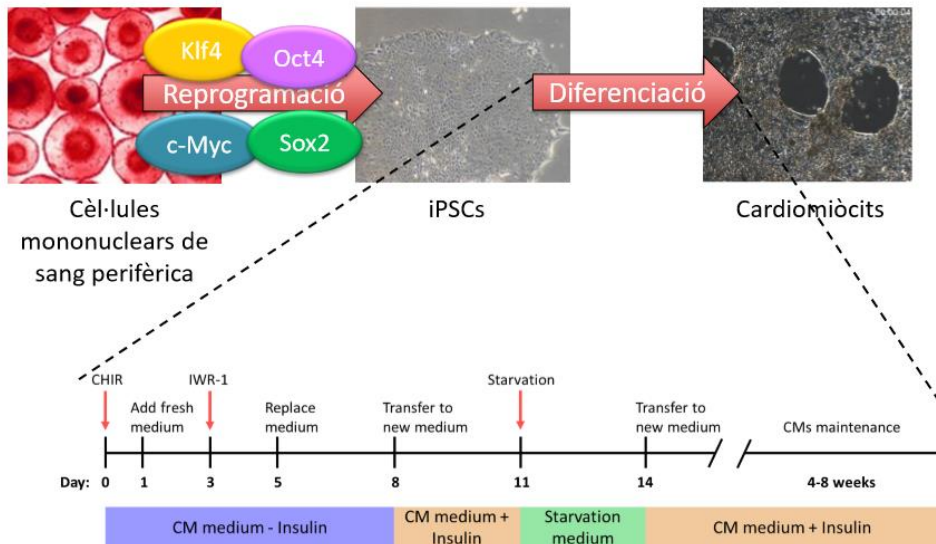 Klf4
Oct4
Reprogramació
c-Myc
Sox2
Diferenciació
Cèl·lules
mononuclears de
sang perifèrica
iPSCs
Cardiomiòcits
CHIR
IWR-1
Starvation
Add fresh
medium
Replace
medium
Transfer to
new medium
Transfer to
new medium
CMs maintenance
Day: 0 1 3 5 8 11 14 4-8 weeks
CM medium - Insulin
CM medium +
Insulin
Starvation
medium
CM medium + Insulin